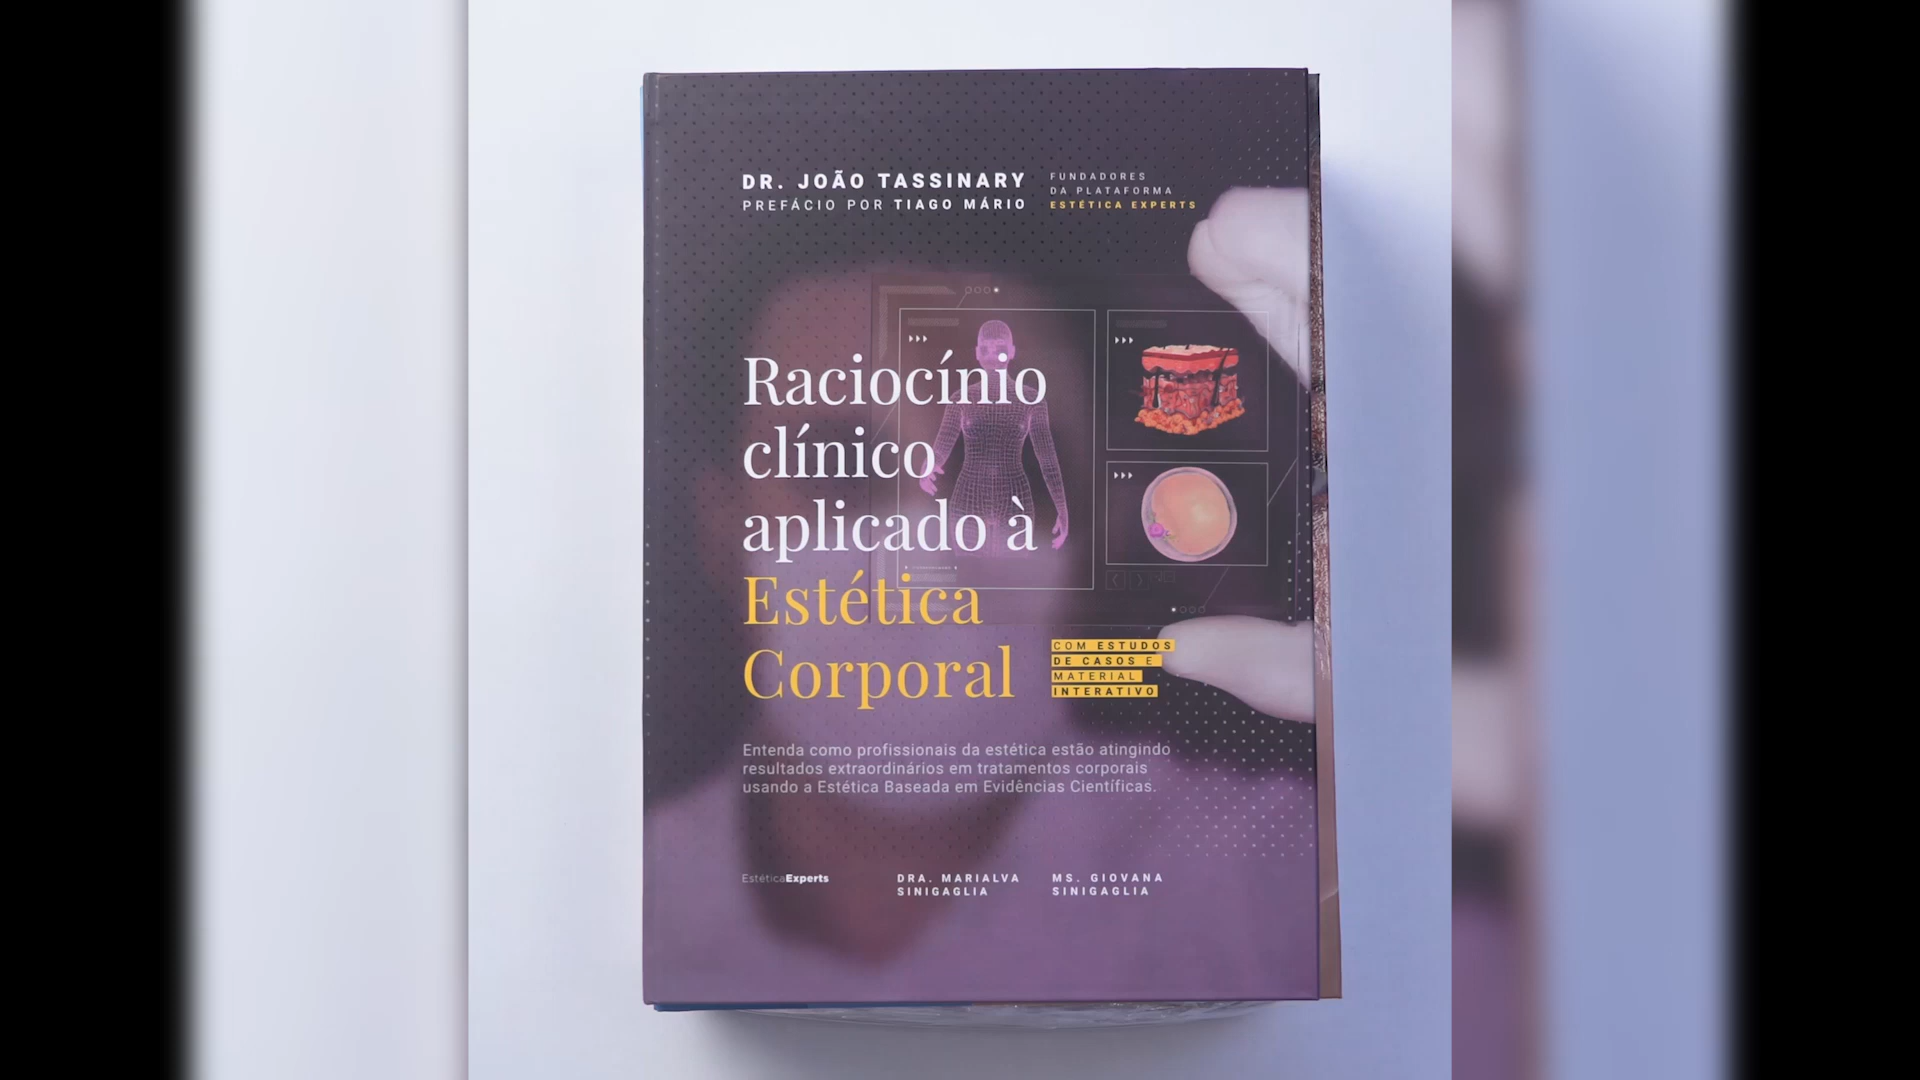 DR. JOÃO TASSINARY
PREFÁCIO POR TIAGO MÁRIO
FUNDADORES
DA PLATAFORMA
ESTÉTICA EXPERTS
Raciocínio
clínico
aplicado à
Estética
Corporal
COM ESTUDOS
DE CASOS E
MATERIAL
INTERATIVO
Entenda como profissionais da estética estão atingindo
resultados extraordinários em tratamentos corporais
usando a Estética Baseada em Evidências Científicas.
EstéticaExperts
DRA. MARIALVA
SINIGAGLIA
MS. GIOVANA
SINIGAGLIA